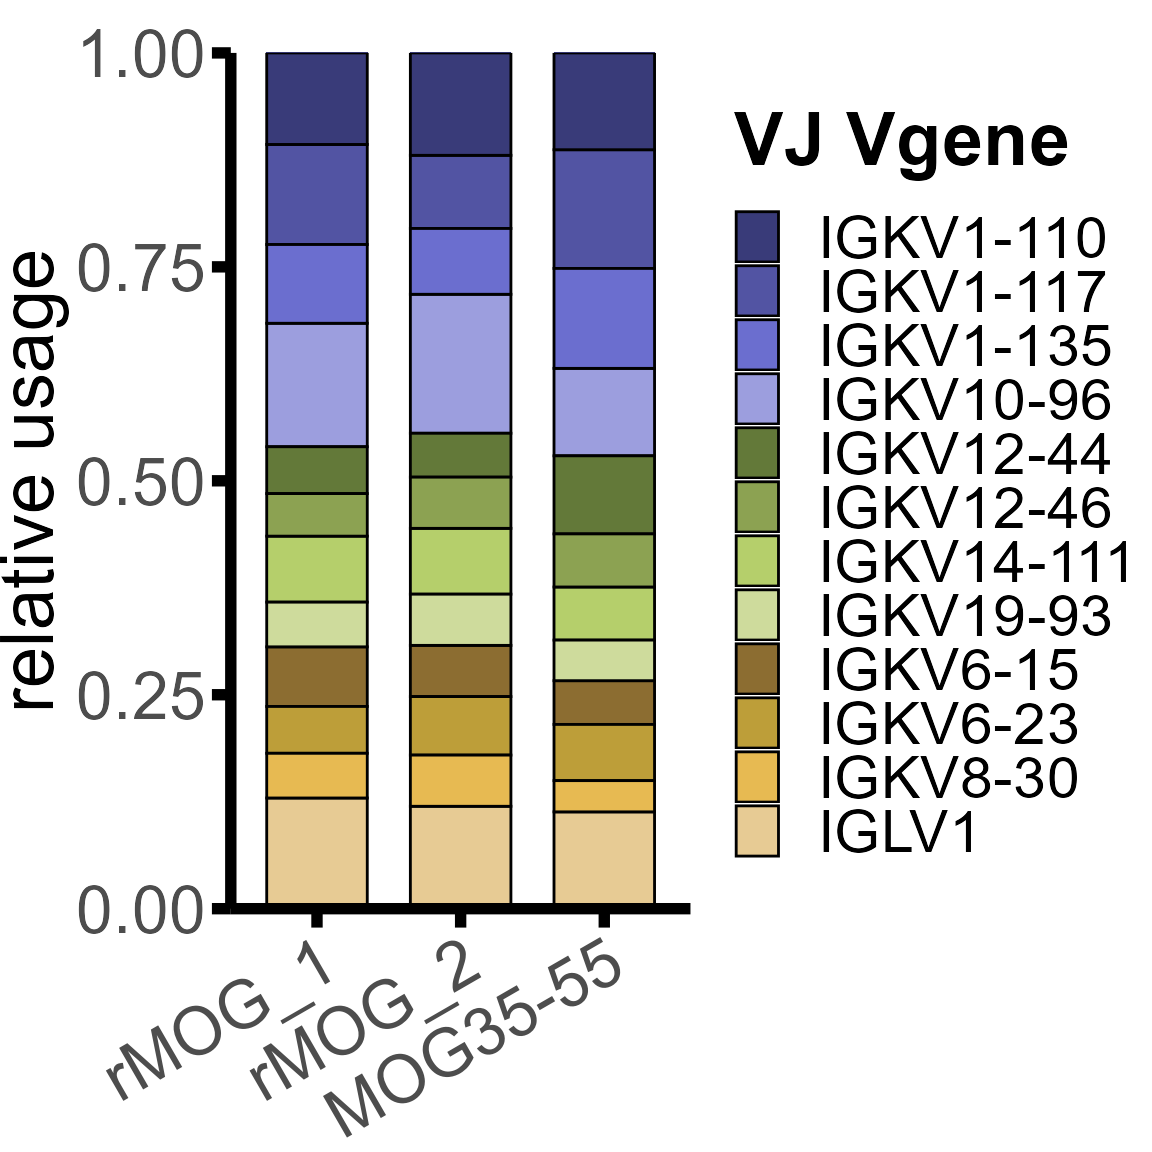 relative usage
1.00
0.75
0.50
0.25
0.00
rMOG_1
rMOG_2
MOG35-55
VJ Vgene
IGKV1-110
IGKV1-117
IGKV1-135
IGKV10-96
IGKV12-44
IGKV12-46
IGKV14-111
IGKV19-93
IGKV6-15
IGKV6-23
IGKV8-30
IGLV1